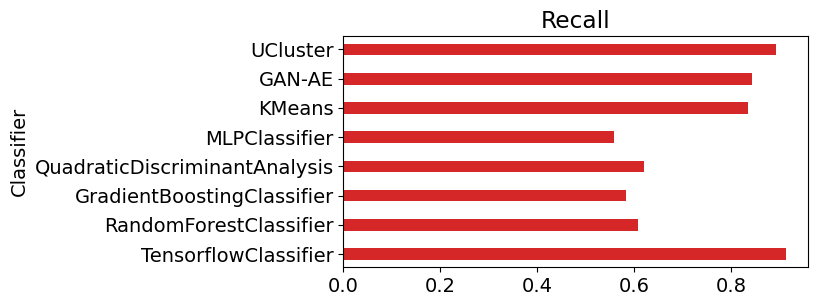 Recall
Classifier
UCluster
GAN-AE
KMeans
MLPClassifier
QuadraticDiscriminantAnalysis
GradientBoostingClassifier
RandomForestClassifier
TensorflowClassifier
0.0 0.2 0.4 0.6 0.8